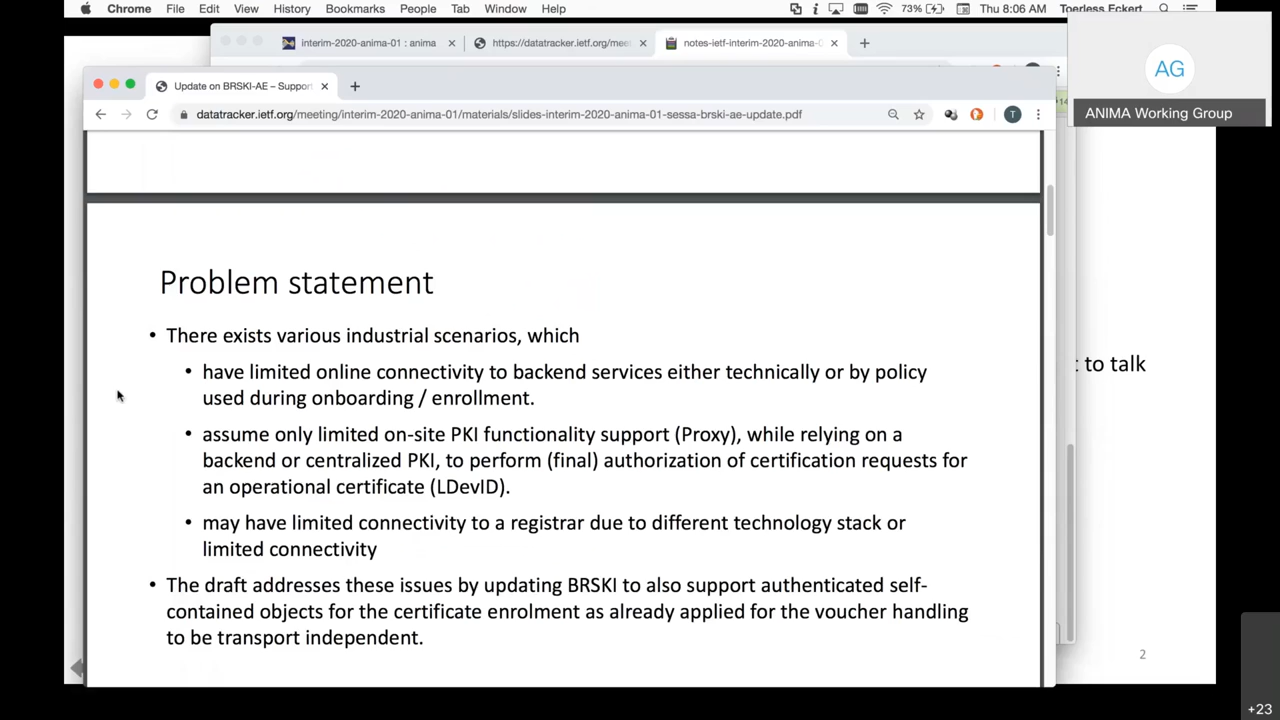 Chrome File Edit View History Bookmarks People Tab Window Help 73% Thu 8:06 AM Toerless Eckert
interim-2020-anima-01 : anima https://datatracker.ietf.org/mee notes-ietf-interim-2020-anima-0
AG
ANIMA Working Group
Update on BRSKI-AE – Suppor
datatracker.ietf.org/meeting/interim-2020-anima-01/materials/slides-interim-2020-anima-01-sessa-brski-ae-update.pdf
T
Problem statement
• There exists various industrial scenarios, which
• have limited online connectivity to backend services either technically or by policy
used during onboarding / enrollment.
• assume only limited on-site PKI functionality support (Proxy), while relying on a
backend or centralized PKI, to perform (final) authorization of certification requests for
an operational certificate (LDevID).
• may have limited connectivity to a registrar due to different technology stack or
limited connectivity
• The draft addresses these issues by updating BRSKI to also support authenticated self-
contained objects for the certificate enrolment as already applied for the voucher handling
to be transport independent.
t to talk
2
+23